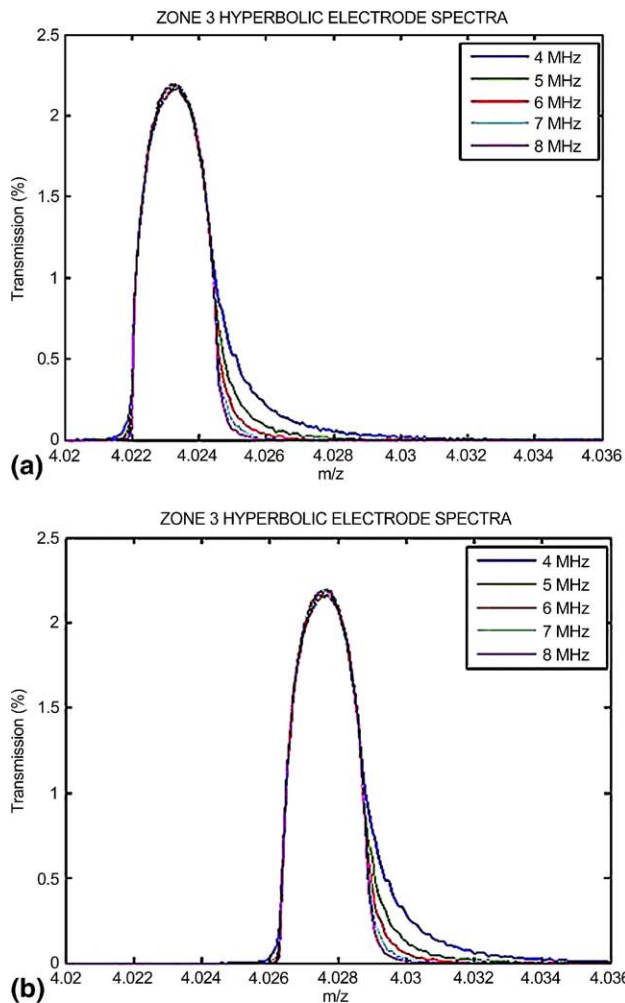 ZONE 3 HYPERBOLIC ELECTRODE SPECTRA
2.5
4 MHz
5 MHz
2
6 MHz
7 MHz
8 MHz
1.5
Transmission (%)
1
0.5
0
4.02 4.022 4.024 4.026 4.028 4.03 4.032 4.034 4.036
(a)
m/z
ZONE 3 HYPERBOLIC ELECTRODE SPECTRA
2.5
4 MHz
5 MHz
6 MHz
2
7 MHz
8 MHz
1.5
Transmission (%)
1
0.5
0
4.02 4.022 4.024 4.026 4.028 4.03 4.032 4.034 4.036
(b)
m/z